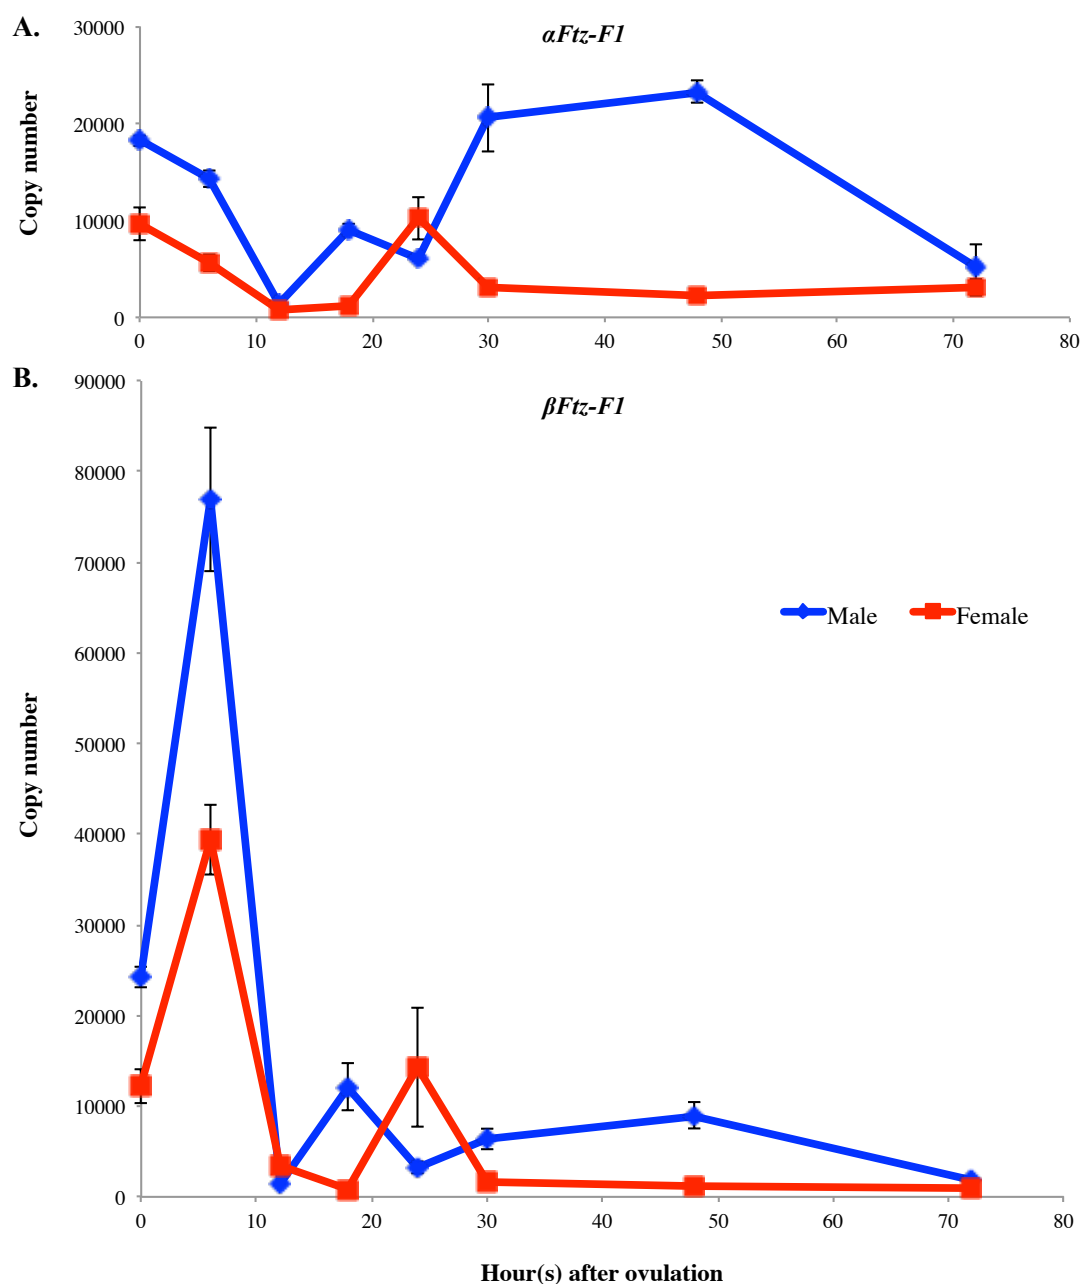 A.
αFtz-F1
Copy number
30000
20000
10000
0
0 10 20 30 40 50 60 70 80
B.
βFtz-F1
Copy number
90000
80000
70000
60000
50000
40000
30000
20000
10000
0
Male Female
0 10 20 30 40 50 60 70 80
Hour(s) after ovulation